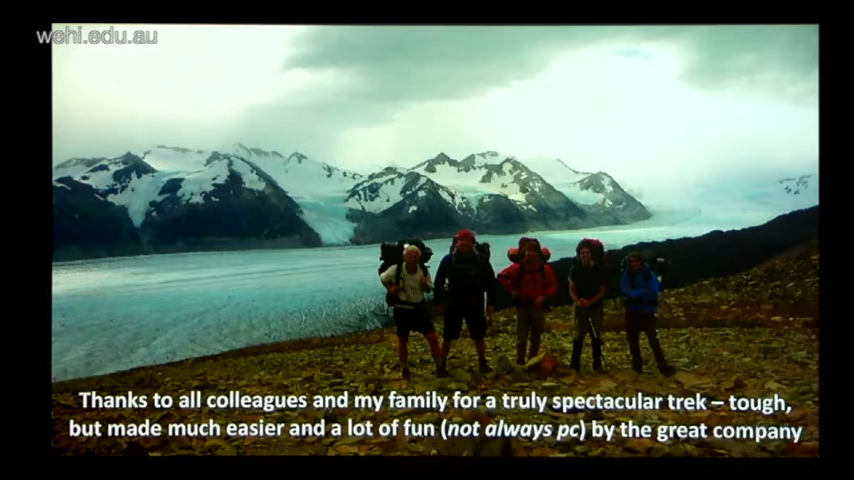 wehi.edu.au
Thanks to all colleagues and my family for a truly spectacular trek – tough,
but made much easier and a lot of fun (not always pc) by the great company